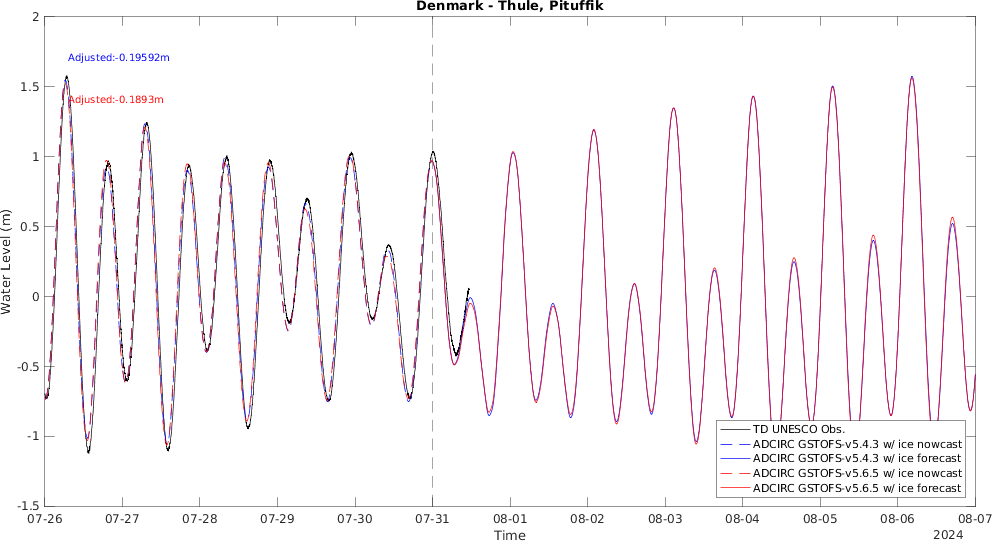 Denmark - Thule, Pituffik
2
1.5
1
0.5
0
-0.5
-1
-1.5
Water Level (m)
Adjusted:-0.19592m
Adjusted:-0.1893m
TD UNESCO Obs.
ADCIRC GSTOFS-v5.4.3 w/ ice nowcast
ADCIRC GSTOFS-v5.4.3 w/ ice forecast
ADCIRC GSTOFS-v5.6.5 w/ ice nowcast
ADCIRC GSTOFS-v5.6.5 w/ ice forecast
07-26 07-27 07-28 07-29 07-30 07-31 08-01 08-02 08-03 08-04 08-05 08-06 08-07
Time
2024